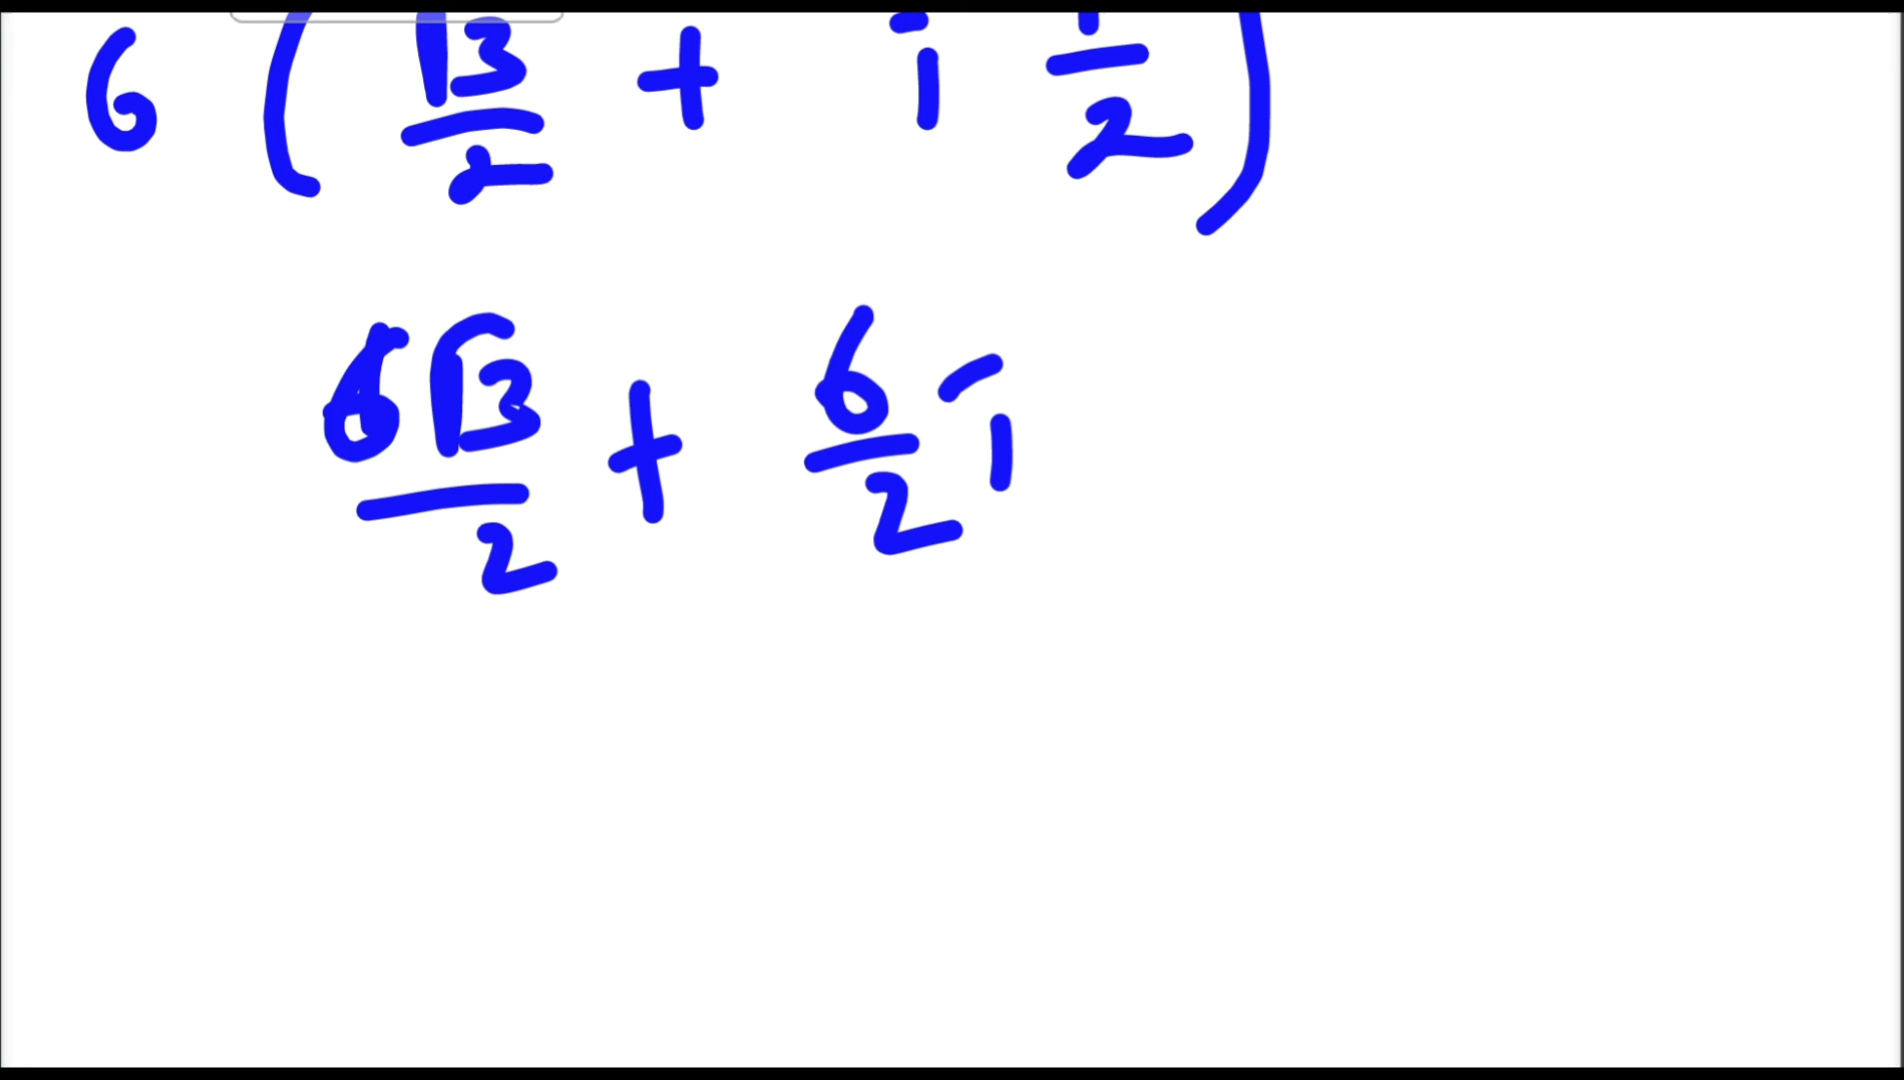 6 ( √3/2 + i 1/2 )
6√3/2 + 6/2 i